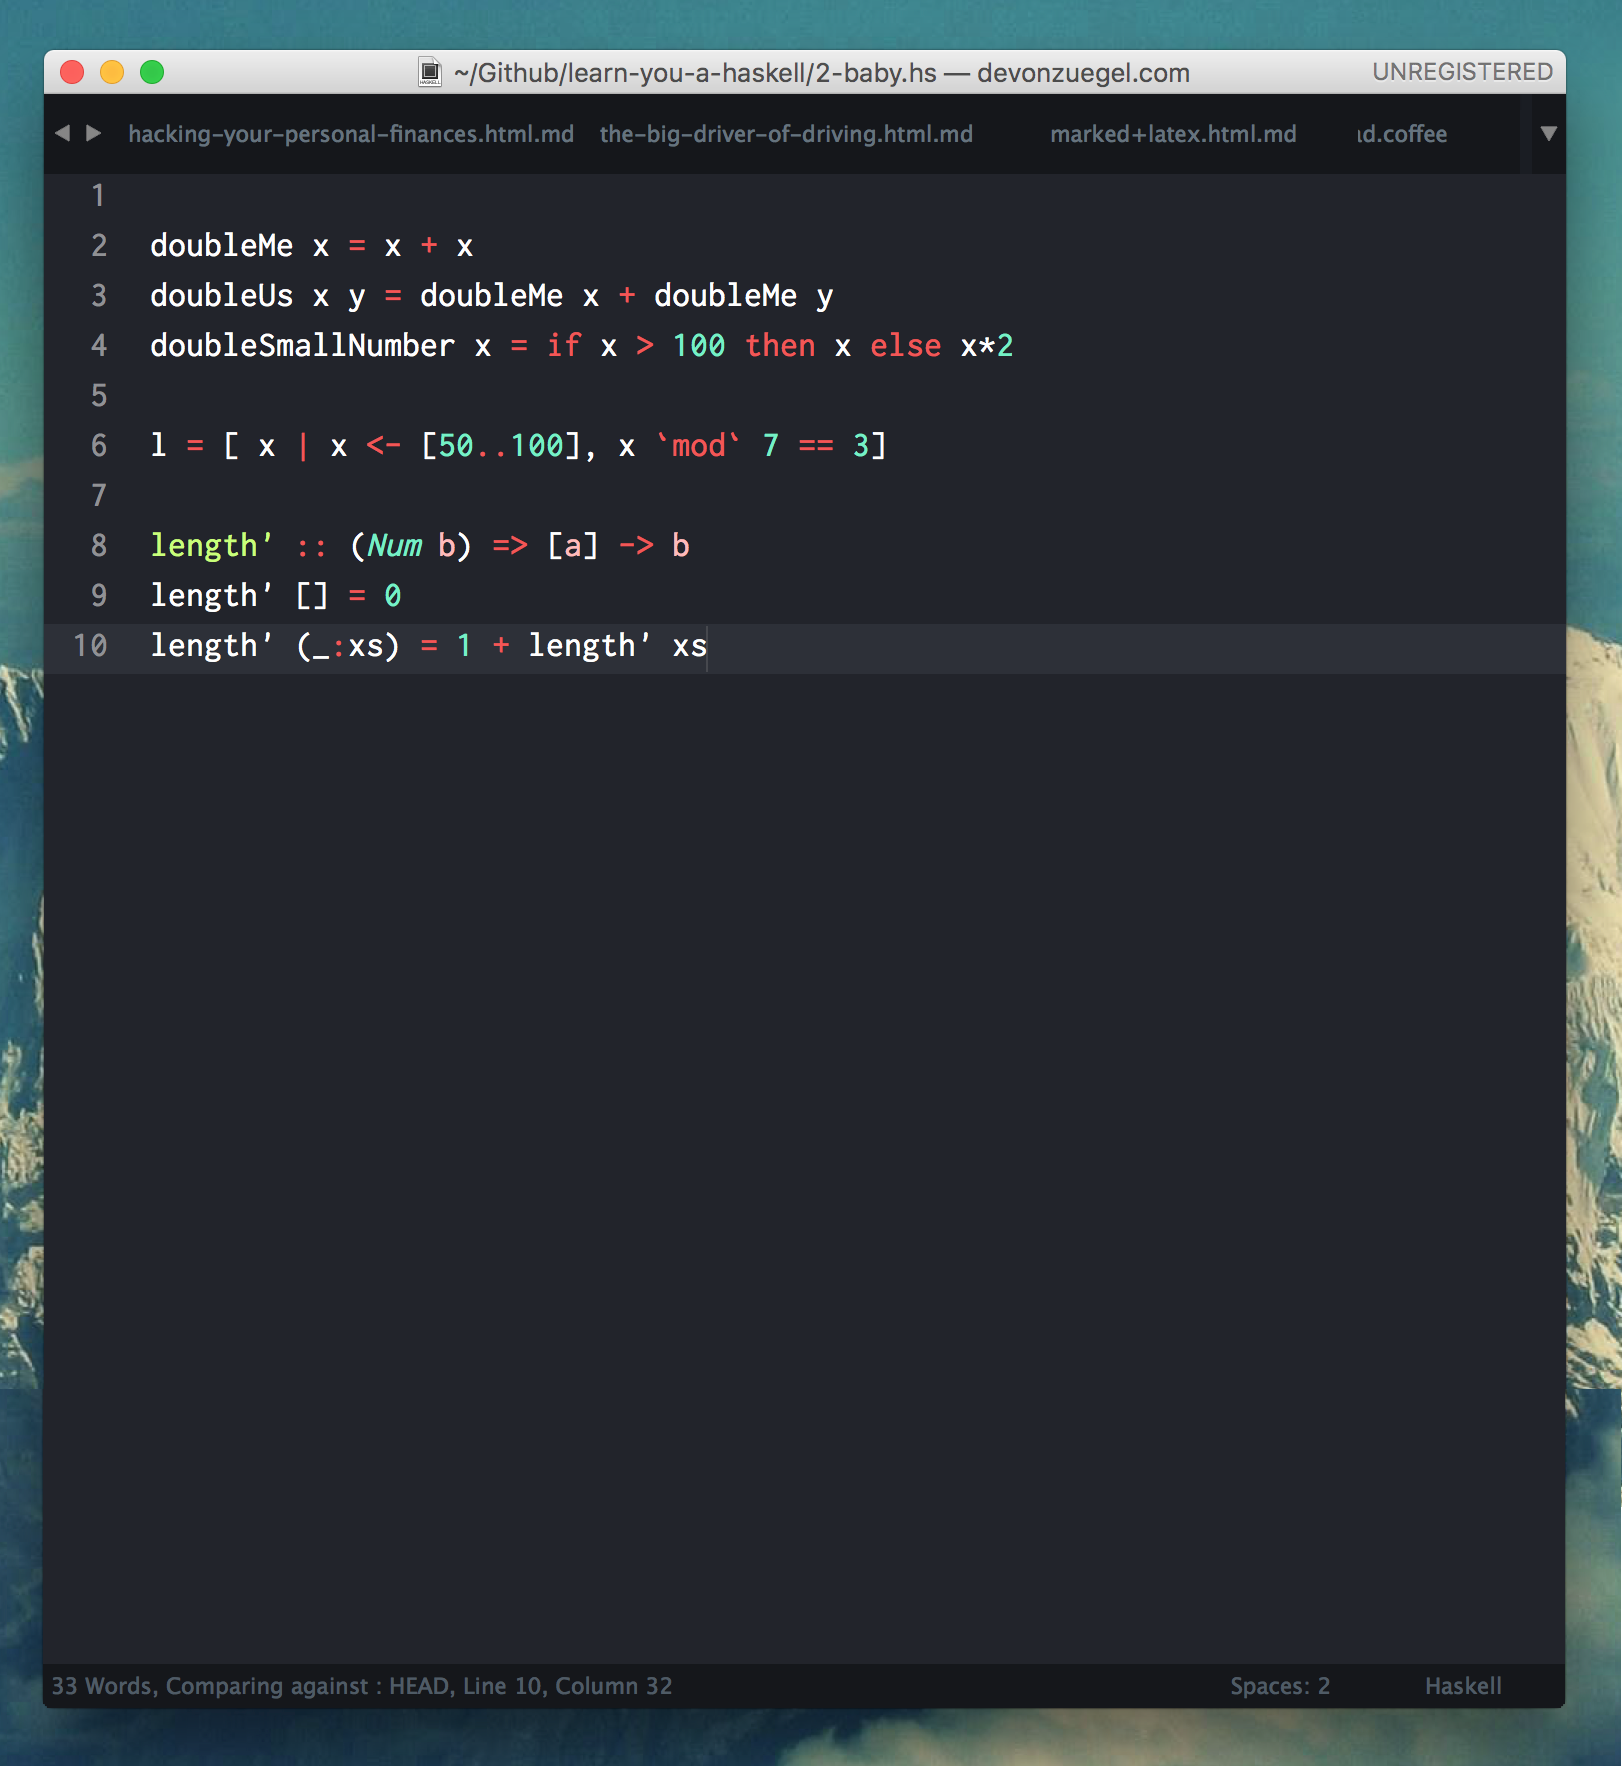 ~/Github/learn-you-a-haskell/2-baby.hs — devonzuegel.com UNREGISTERED
hacking-your-personal-finances.html.md the-big-driver-of-driving.html.md marked+latex.html.md d.coffee
1
2 doubleMe x = x + x
3 doubleUs x y = doubleMe x + doubleMe y
4 doubleSmallNumber x = if x > 100 then x else x*2
5
6 l = [ x | x <- [50..100], x `mod` 7 == 3]
7
8 length' :: (Num b) => [a] -> b
9 length' [] = 0
10 length' (_:xs) = 1 + length' xs
33 Words, Comparing against : HEAD, Line 10, Column 32 Spaces: 2 Haskell